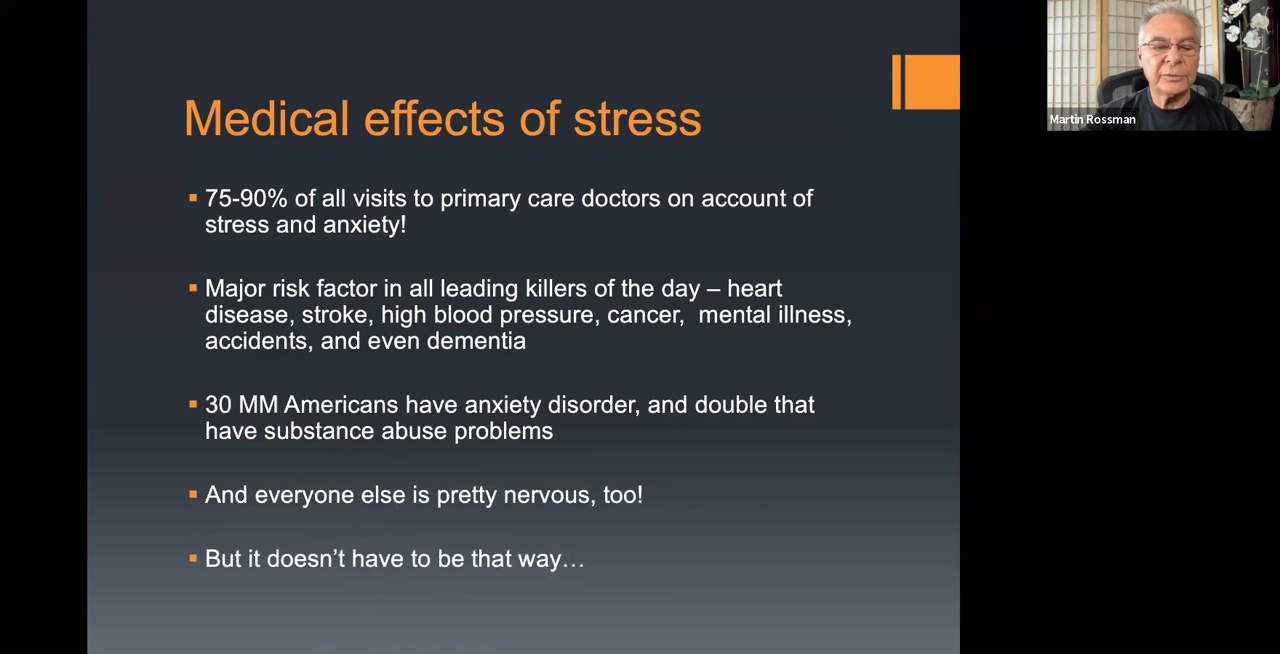 Medical effects of stress
▪ 75-90% of all visits to primary care doctors on account of
stress and anxiety!
▪ Major risk factor in all leading killers of the day – heart
disease, stroke, high blood pressure, cancer,  mental illness,
accidents, and even dementia
▪ 30 MM Americans have anxiety disorder, and double that
have substance abuse problems
▪ And everyone else is pretty nervous, too!
▪ But it doesn’t have to be that way…
Martin Rossman